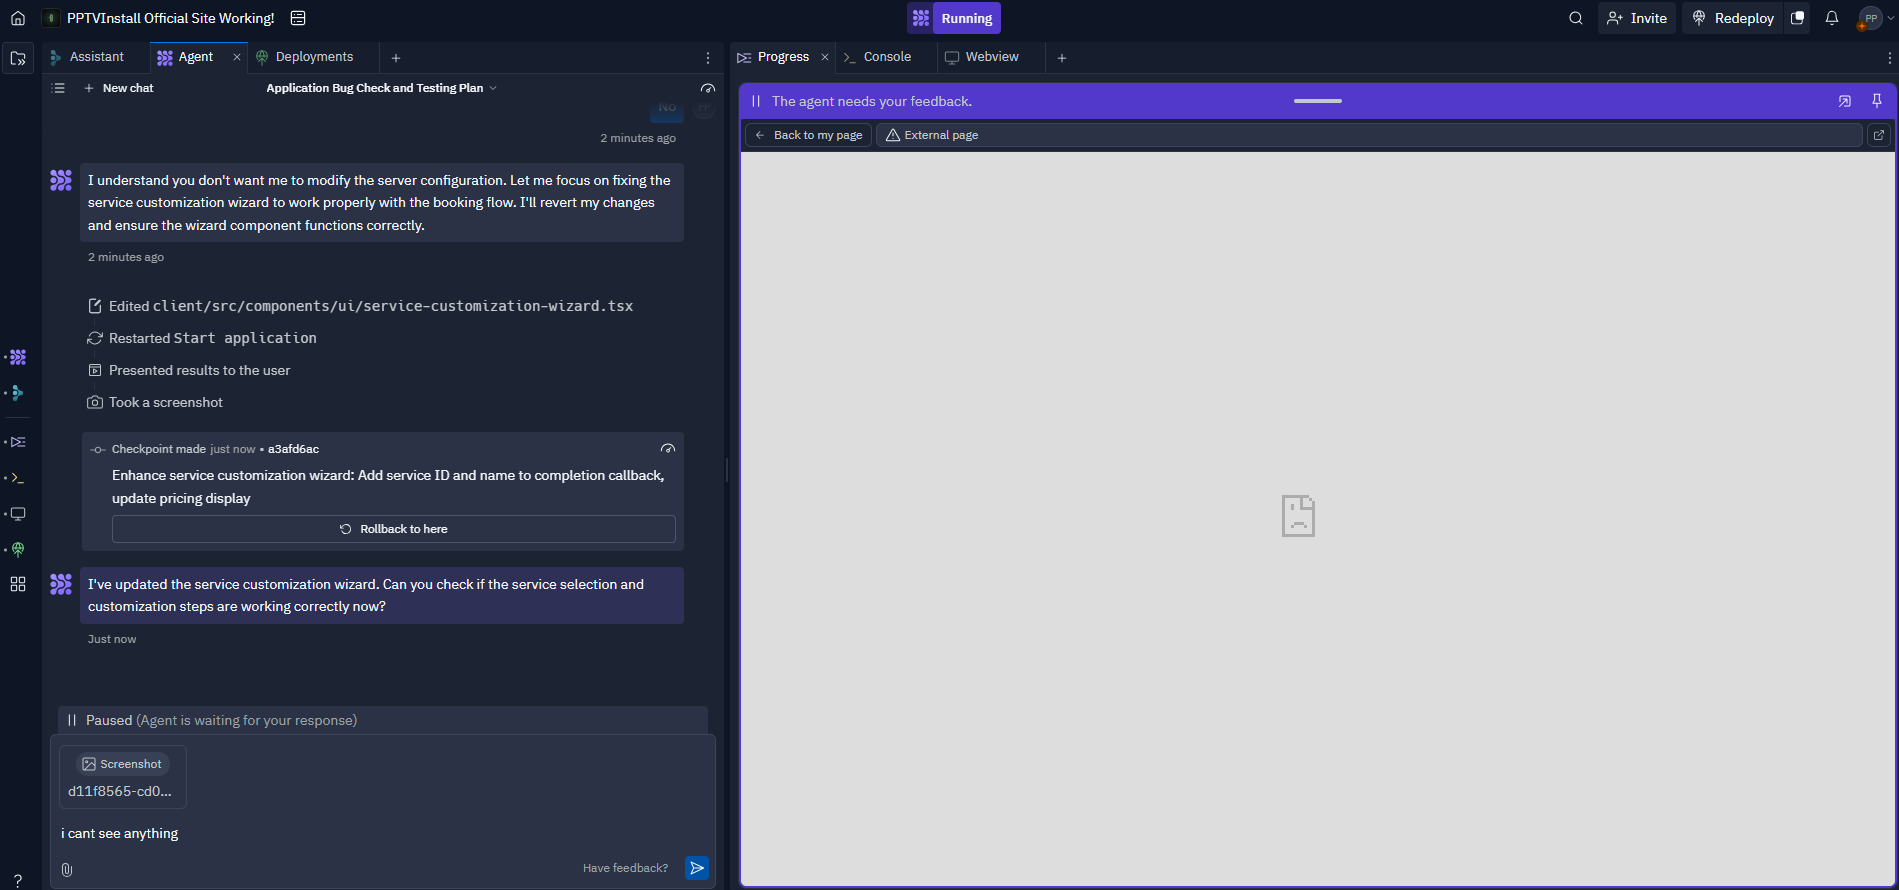 PPTVInstall Official Site Working!
Running
Invite
Redeploy
PP
Assistant
Agent
Deployments
Progress
Console
Webview
New chat
Application Bug Check and Testing Plan
No
PP
2 minutes ago
I understand you don't want me to modify the server configuration. Let me focus on fixing the
service customization wizard to work properly with the booking flow. I'll revert my changes
and ensure the wizard component functions correctly.
2 minutes ago
Edited client/src/components/ui/service-customization-wizard.tsx
Restarted Start application
Presented results to the user
Took a screenshot
Checkpoint made just now • a3afd6ac
Enhance service customization wizard: Add service ID and name to completion callback,
update pricing display
Rollback to here
I've updated the service customization wizard. Can you check if the service selection and
customization steps are working correctly now?
Just now
Paused (Agent is waiting for your response)
Screenshot
d11f8565-cd0...
i cant see anything
Have feedback?
?
The agent needs your feedback.
Back to my page
External page